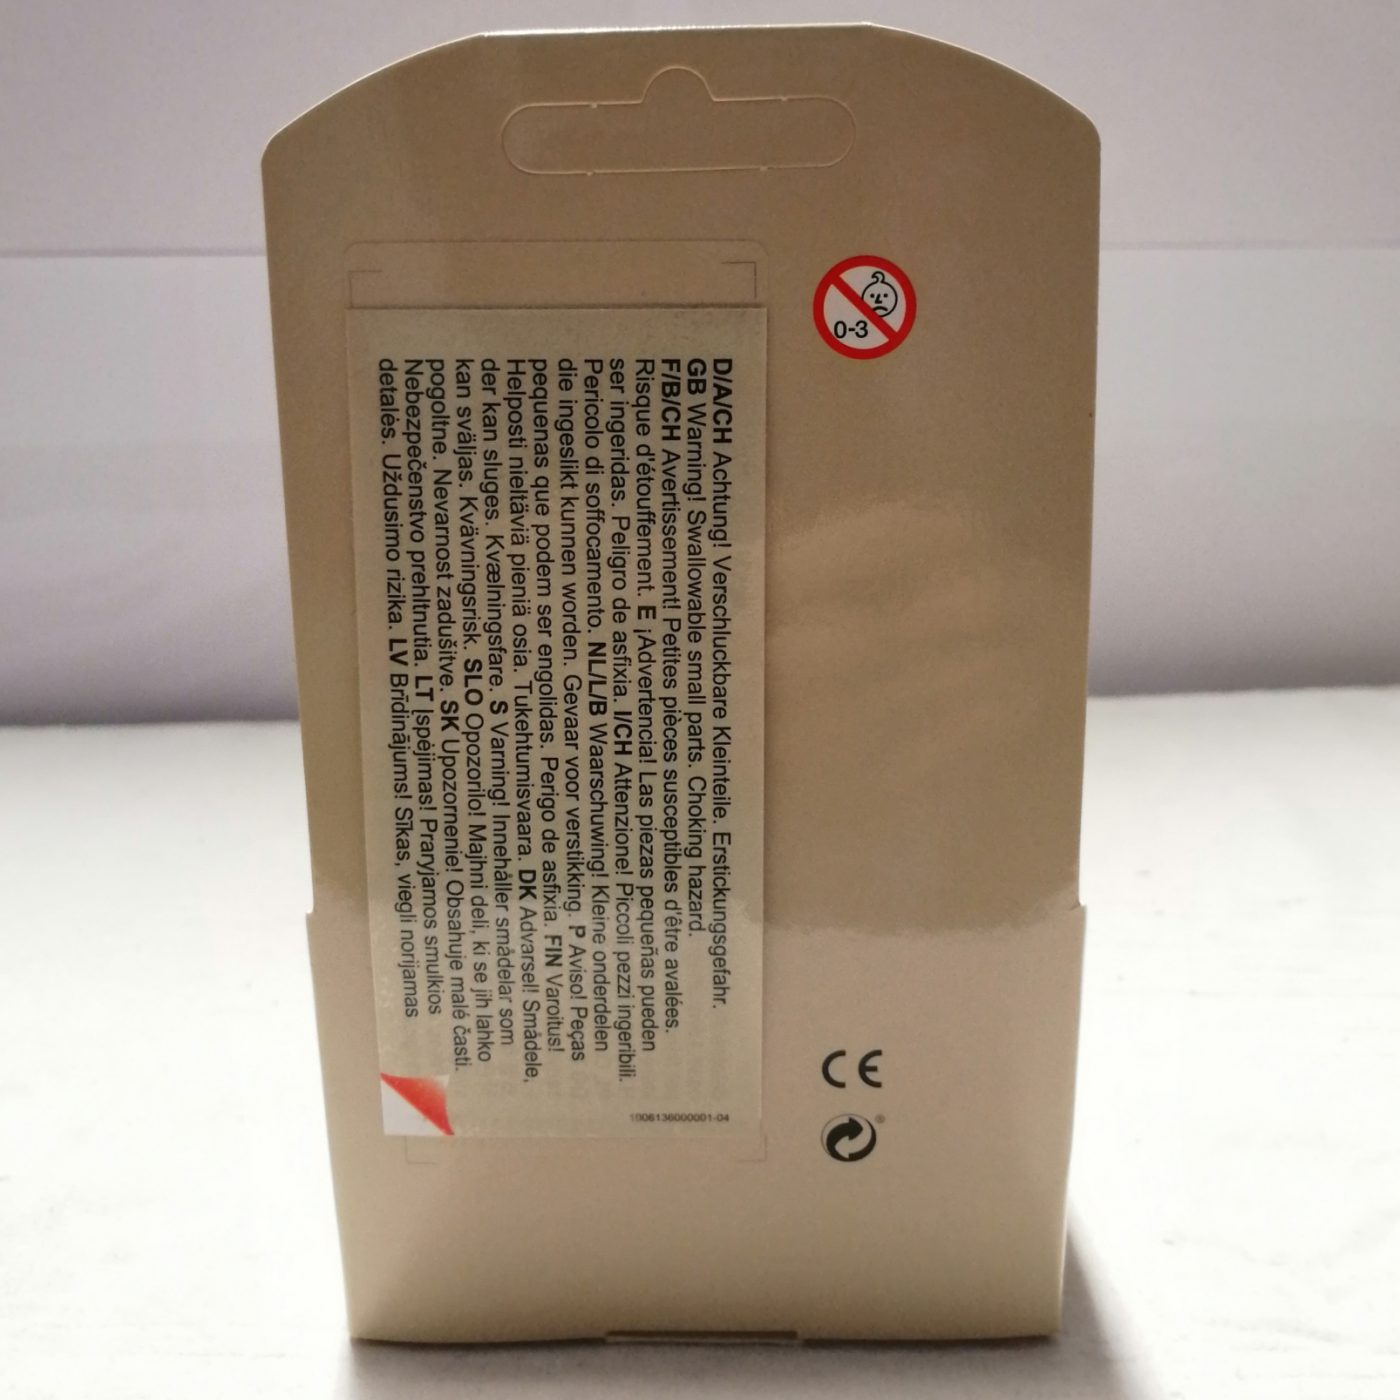 0-3
D/A/CH Achtung! Verschluckbare Kleinteile. Erstickungsgefahr.
GB Warning! Swallowable small parts. Choking hazard.
F/B/CH Avertissement! Petites pièces susceptibles d'être avalées.
Risque d'étouffement. E ¡Advertencia! Las piezas pequeñas pueden
ser ingeridas. Peligro de asfixia. I/CH Attenzione! Piccoli pezzi ingeribili.
Pericolo di soffocamento. NL/L/B Waarschuwing! Kleine onderdelen
die ingeslikt kunnen worden. Gevaar voor verstikking. P Aviso! Peças
pequenas que podem ser engolidas. Perigo de asfixia. FIN Varoitus!
Helposti nieltäviä pieniä osia. Tukehtumisvaara. DK Advarsel! Smådele,
der kan sluges. Kvælningsfare. S Varning! Innehåller smådelar som
kan sväljas. Kvävningsrisk. SLO Opozorilo! Majhni deli, ki se jih lahko
pogoltne. Nevarnost zadušitve. SK Upozornenie! Obsahuje malé časti.
Nebezpečenstvo prehltnutia. LT Įspėjimas! Praryjamos smulkios
detalės. Uždusimo rizika. LV Brīdinājums! Sīkas, viegli norijamas
1006136000001-04
CE
®